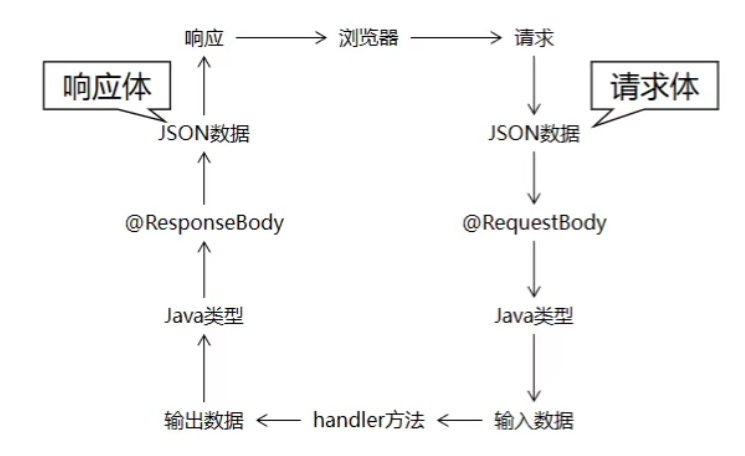 响应
浏览器
请求
响应体
请求体
JSON数据
JSON数据
@ResponseBody
@RequestBody
Java类型
Java类型
输出数据
handler方法
输入数据